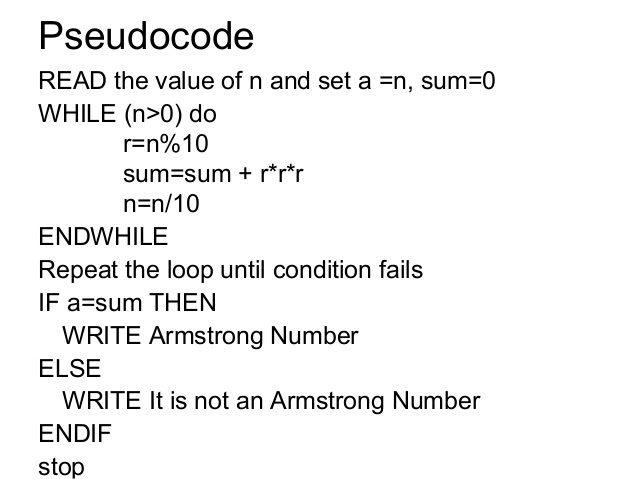 Pseudocode
READ the value of n and set a =n, sum=0
WHILE (n>0) do
r=n%10
sum=sum + r*r*r
n=n/10
ENDWHILE
Repeat the loop until condition fails
IF a=sum THEN
WRITE Armstrong Number
ELSE
WRITE It is not an Armstrong Number
ENDIF
stop